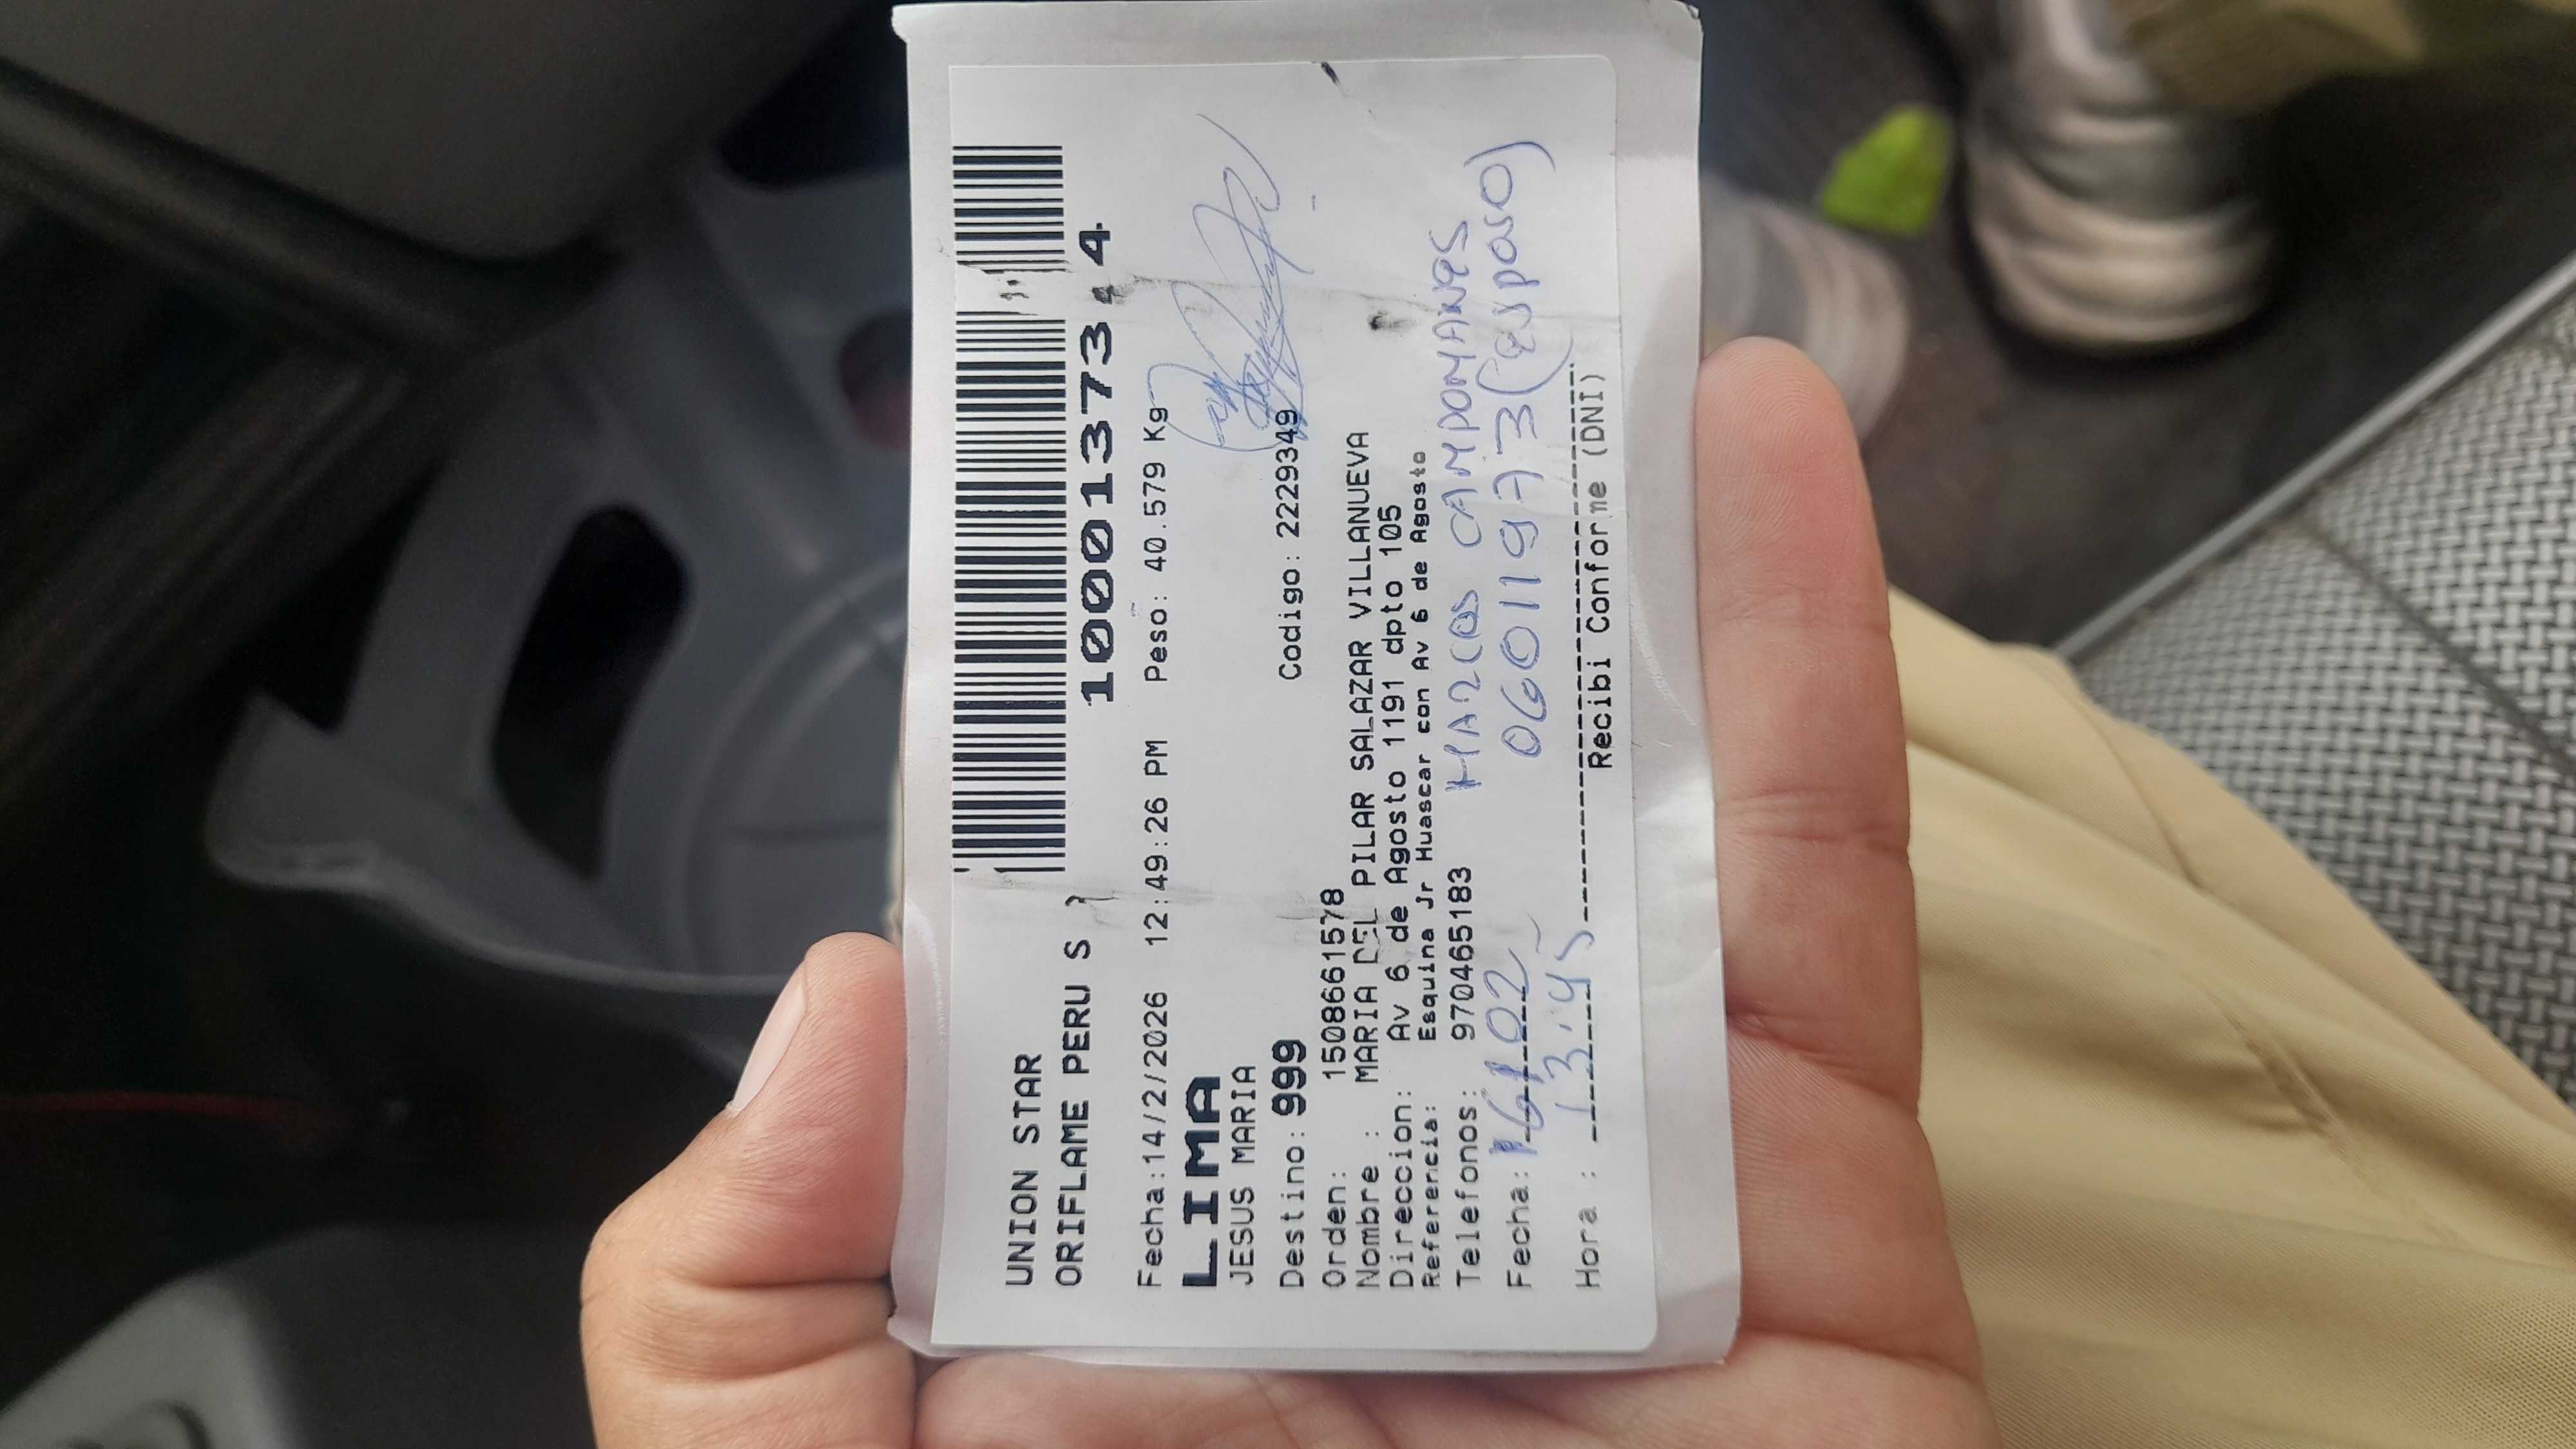 UNION STAR
ORIFLAME PERU S
10001373 4
Fecha:14/2/2026 12:49:26 PM Peso: 40.579 Kg
LIMA
JESUS MARIA
Destino: 999 Codigo: 2229349
Orden: 1508661578
Nombre : MARIA DEL PILAR SALAZAR VILLANUEVA
Direccion: Av 6 de Agosto 1191 dpto 105
Referencia: Esquina Jr Huascar con Av 6 de Agosto
Telefonos: 970465183 MARCOS CAMPOMANES
Fecha: 16/02 06011973 (esposo)
Hora : 13:45
Recibi Conforme (DNI)